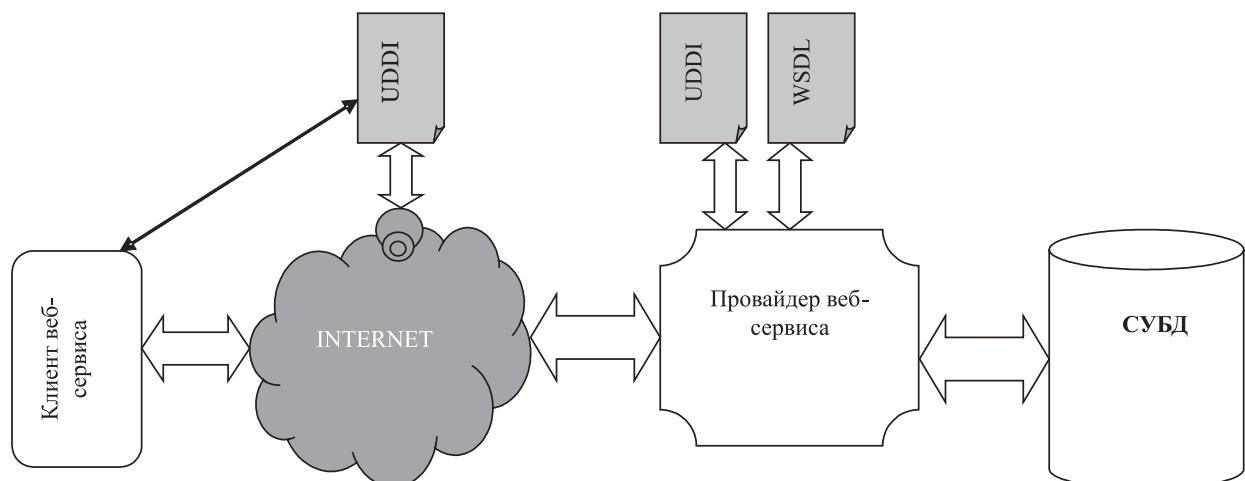 UDDI
UDDI
WSDL
Клиент веб-
сервиса
INTERNET
Провайдер веб-
сервиса
СУБД